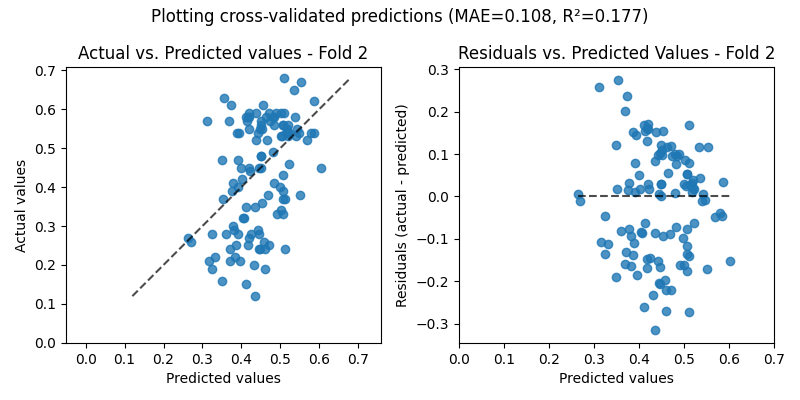 Plotting cross-validated predictions (MAE=0.108, R²=0.177)
Actual vs. Predicted values - Fold 2
Actual values
0.7
0.6
0.5
0.4
0.3
0.2
0.1
0.0
0.0 0.1 0.2 0.3 0.4 0.5 0.6 0.7
Predicted values
Residuals vs. Predicted Values - Fold 2
Residuals (actual - predicted)
0.3
0.2
0.1
0.0
−0.1
−0.2
−0.3
0.0 0.1 0.2 0.3 0.4 0.5 0.6 0.7
Predicted values